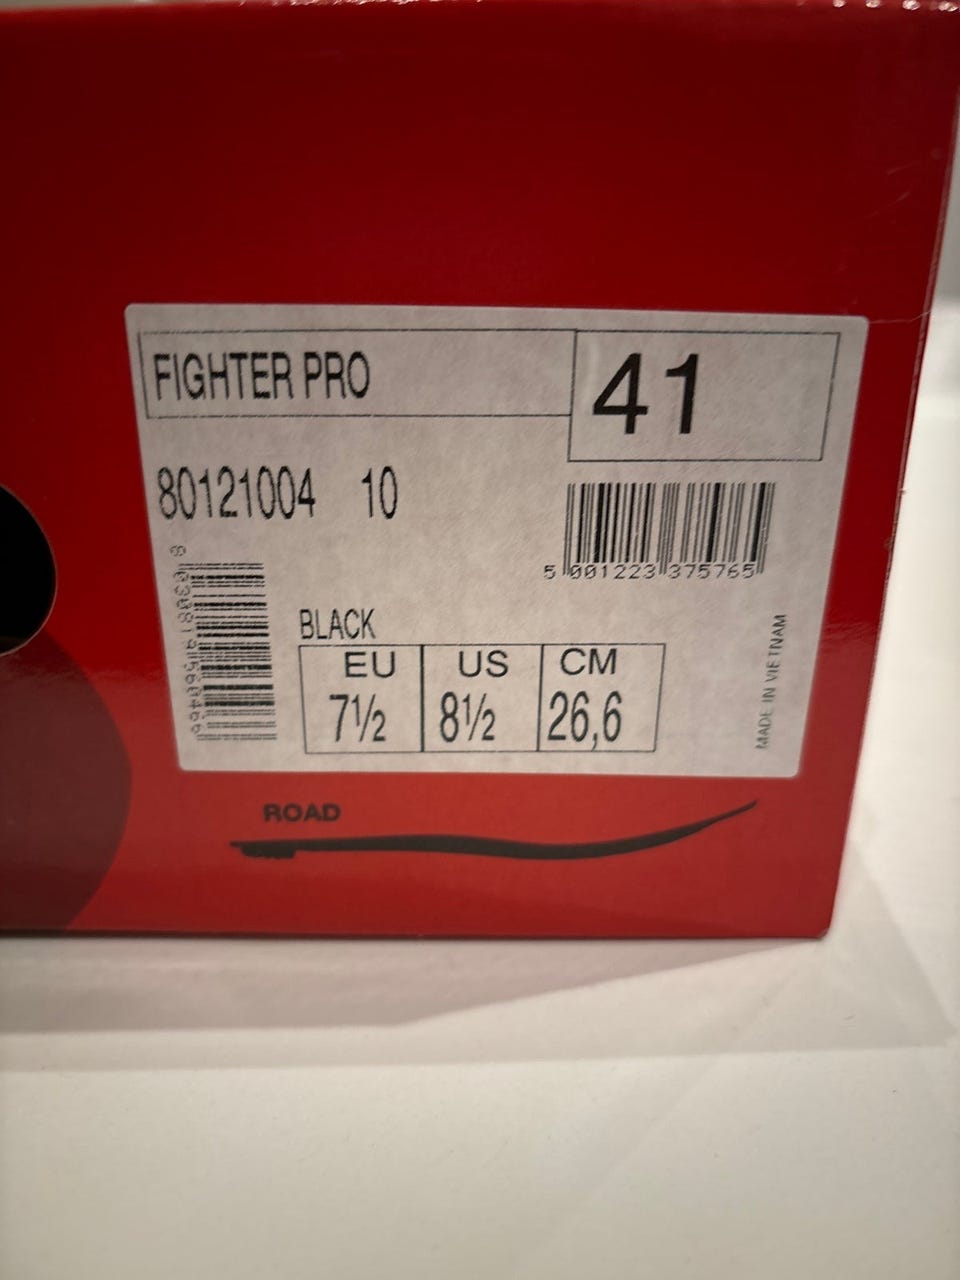 FIGHTER PRO
41
80121004 10
5 001223 375765
BLACK
EU US CM
7½ 8½ 26,6
MADE IN VIETNAM
ROAD